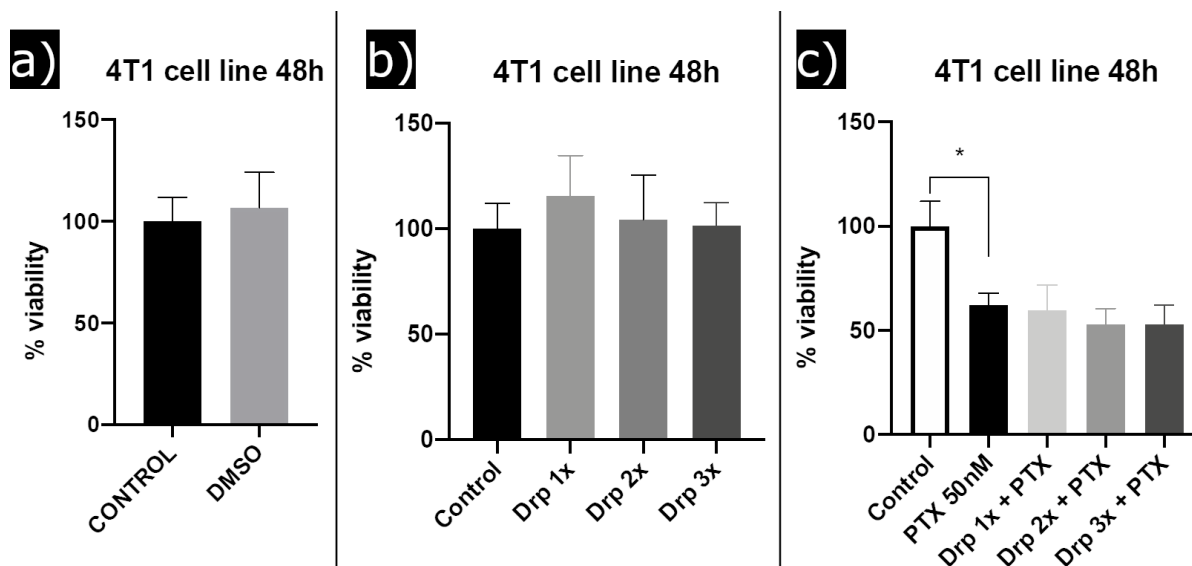 a)
4T1 cell line 48h
% viability
150
100
50
0
CONTROL
DMSO
b)
4T1 cell line 48h
% viability
150
100
50
0
Control
Drp 1x
Drp 2x
Drp 3x
c)
4T1 cell line 48h
% viability
150
100
50
0
*
Control
PTX 50nM
Drp 1x + PTX
Drp 2x + PTX
Drp 3x + PTX